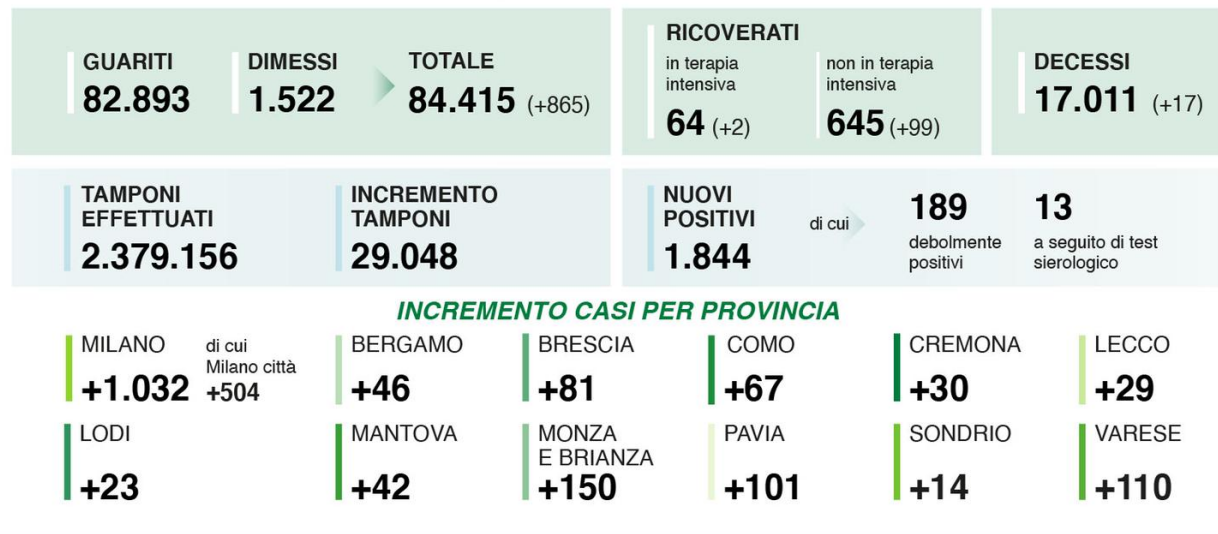 GUARITI
82.893
DIMESSI
1.522
TOTALE
84.415 (+865)
RICOVERATI
in terapia
intensiva
64 (+2)
non in terapia
intensiva
645 (+99)
DECESSI
17.011 (+17)
TAMPONI
EFFETTUATI
2.379.156
INCREMENTO
TAMPONI
29.048
NUOVI
POSITIVI
1.844
di cui
189
debolmente
positivi
13
a seguito di test
sierologico
INCREMENTO CASI PER PROVINCIA
MILANO
+1.032
di cui
Milano città
+504
BERGAMO
+46
BRESCIA
+81
COMO
+67
CREMONA
+30
LECCO
+29
LODI
+23
MANTOVA
+42
MONZA
E BRIANZA
+150
PAVIA
+101
SONDRIO
+14
VARESE
+110